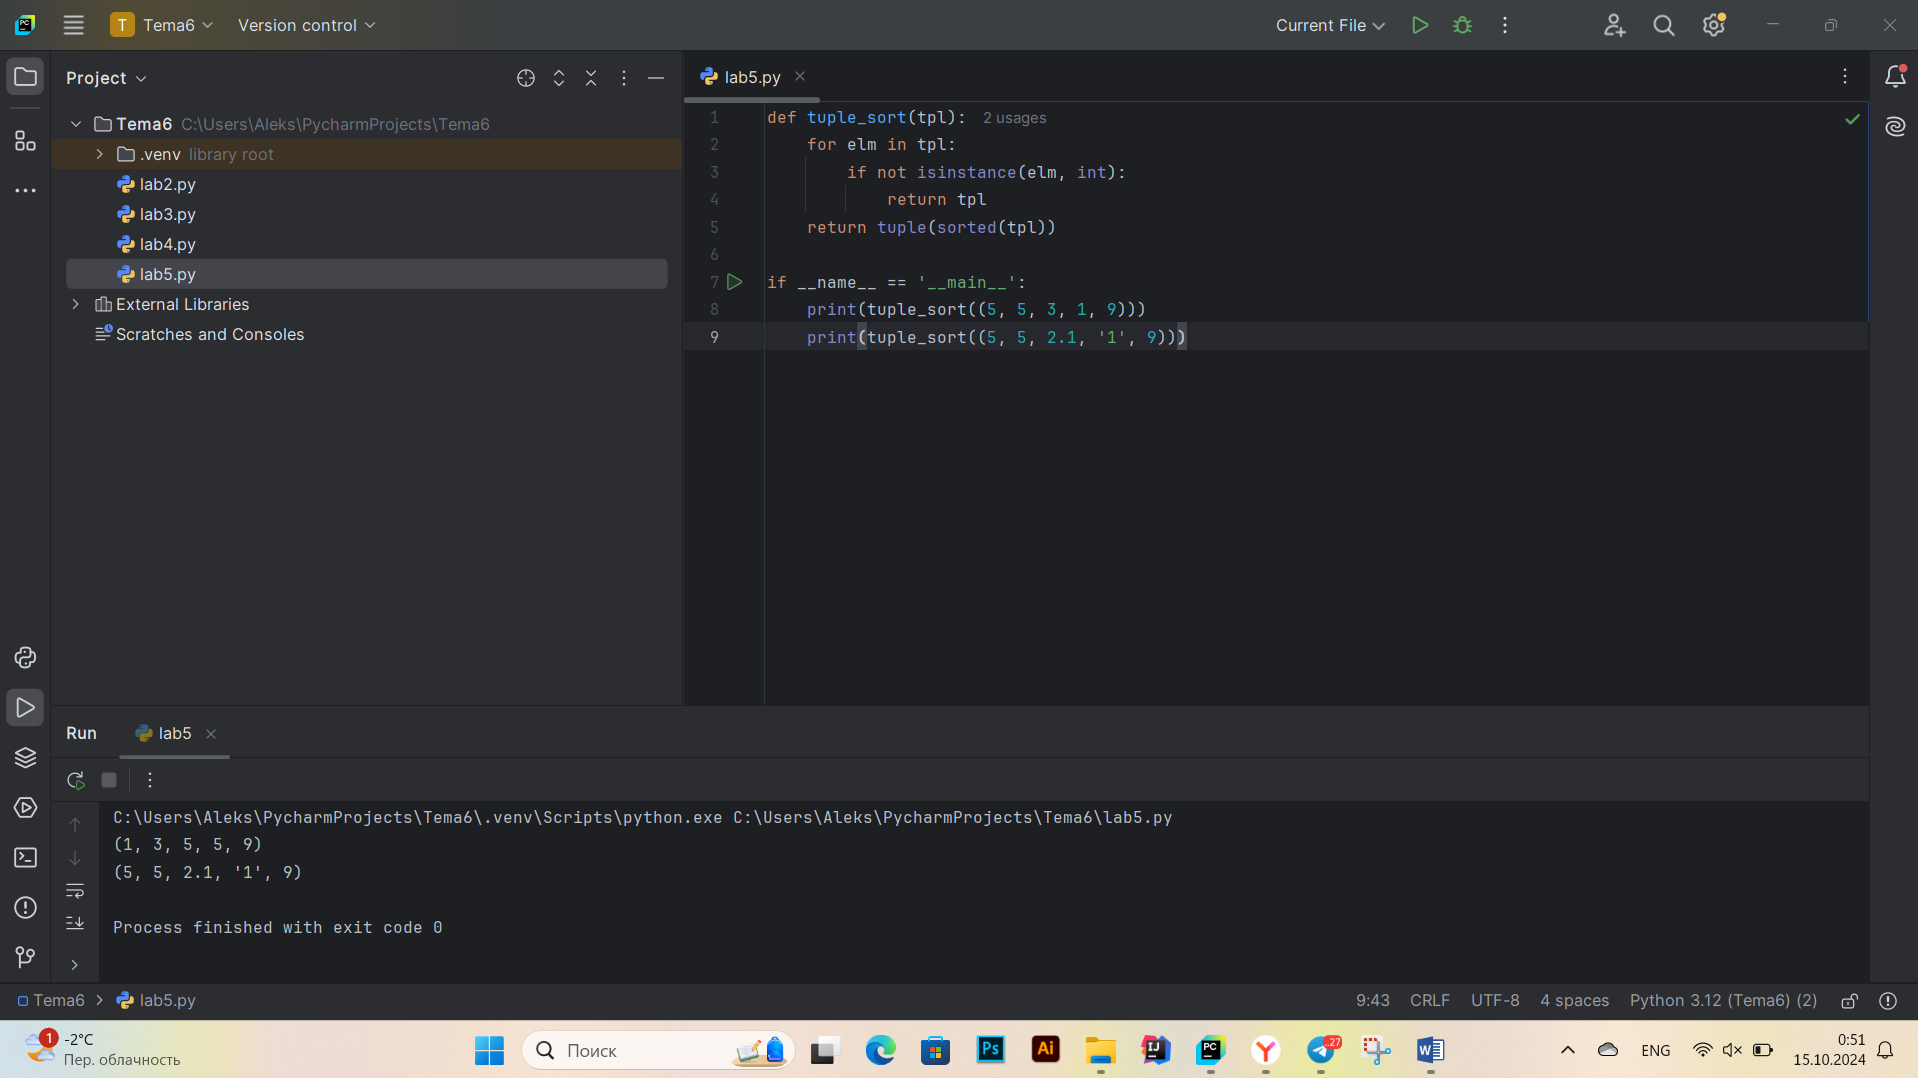 T Tema6 Version control Current File
Project
Tema6 C:\Users\Aleks\PycharmProjects\Tema6
.venv library root
lab2.py
lab3.py
lab4.py
lab5.py
External Libraries
Scratches and Consoles
lab5.py
1 def tuple_sort(tpl): 2 usages
2 for elm in tpl:
3 if not isinstance(elm, int):
4 return tpl
5 return tuple(sorted(tpl))
6
7 if __name__ == '__main__':
8 print(tuple_sort((5, 5, 3, 1, 9)))
9 print(tuple_sort((5, 5, 2.1, '1', 9)))
Run lab5
C:\Users\Aleks\PycharmProjects\Tema6\.venv\Scripts\python.exe C:\Users\Aleks\PycharmProjects\Tema6\lab5.py
(1, 3, 5, 5, 9)
(5, 5, 2.1, '1', 9)
Process finished with exit code 0
Tema6 lab5.py 9:43 CRLF UTF-8 4 spaces Python 3.12 (Tema6) (2)
1 -2°C
Пер. облачность
Поиск
Ps
Ai
IJ
PC
27
W
ENG
0:51
15.10.2024